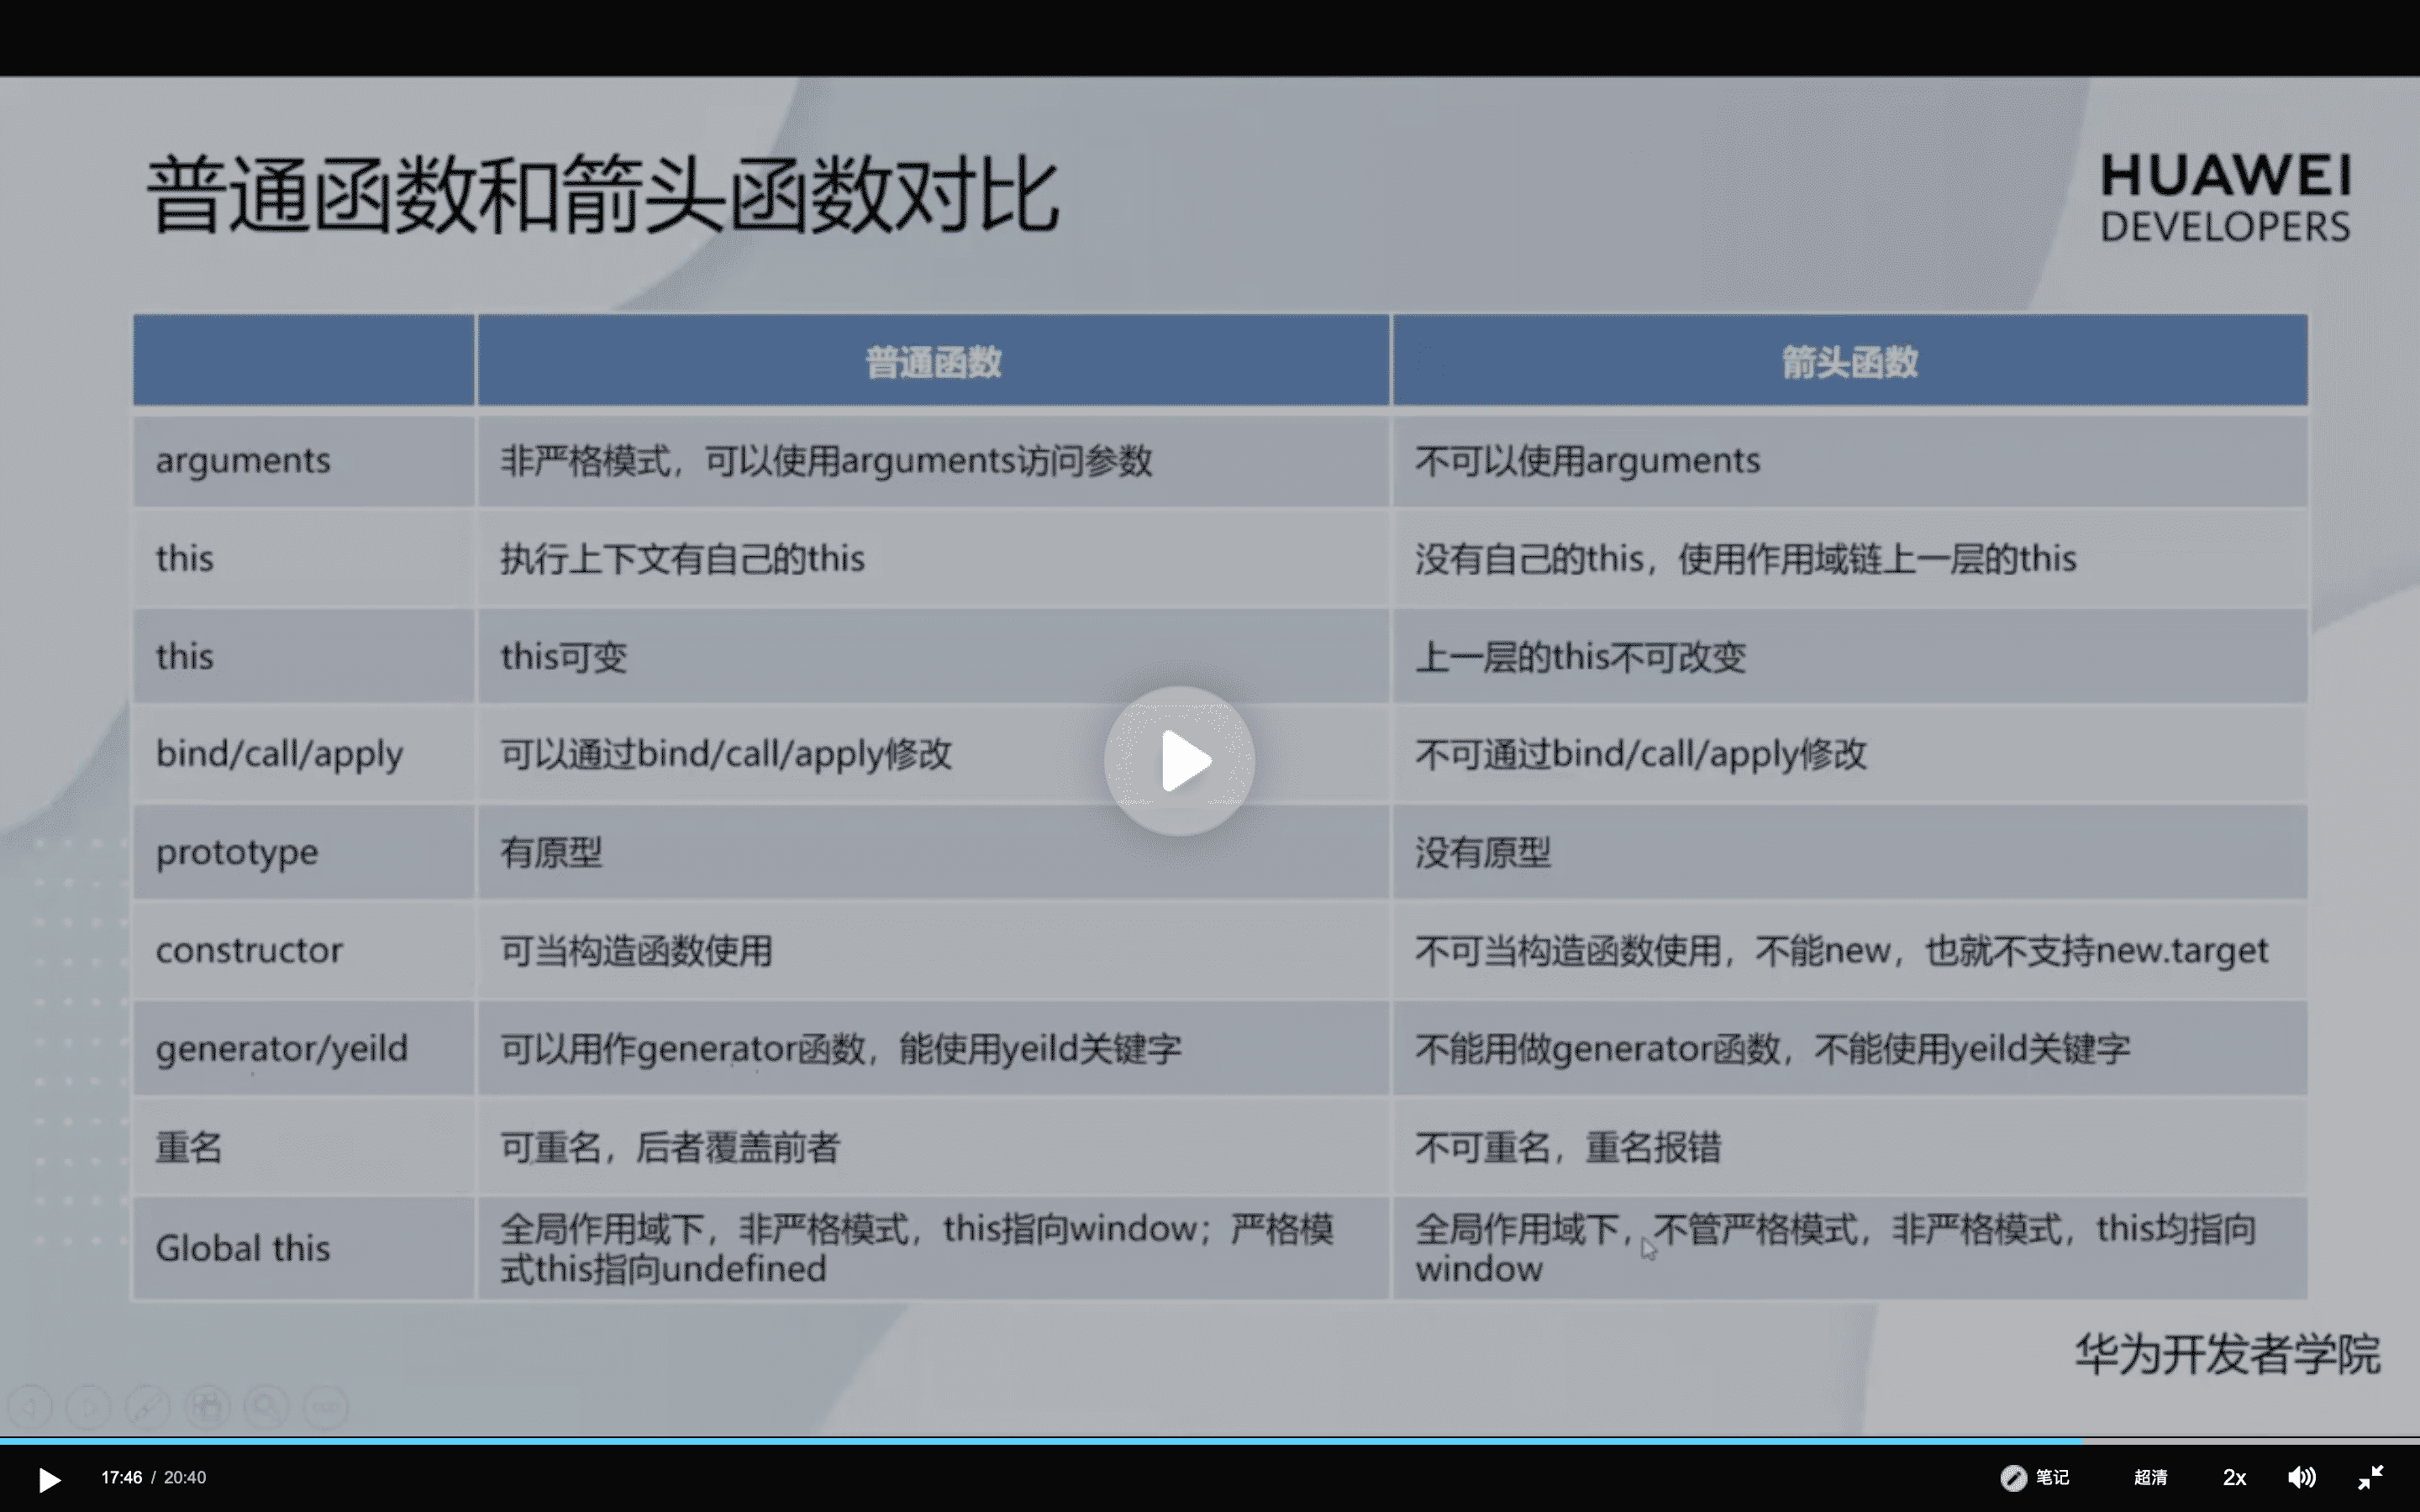 普通函数和箭头函数对比
HUAWEI
DEVELOPERS
普通函数
箭头函数
arguments
非严格模式，可以使用arguments访问参数
不可以使用arguments
this
执行上下文有自己的this
没有自己的this，使用作用域链上一层的this
this
this可变
上一层的this不可改变
bind/call/apply
可以通过bind/call/apply修改
不可通过bind/call/apply修改
prototype
有原型
没有原型
constructor
可当构造函数使用
不可当构造函数使用，不能new，也就不支持new.target
generator/yeild
可以用作generator函数，能使用yeild关键字
不能用做generator函数，不能使用yeild关键字
重名
可重名，后者覆盖前者
不可重名，重名报错
Global this
全局作用域下，非严格模式，this指向window；严格模
式this指向undefined
全局作用域下，不管严格模式，非严格模式，this均指向
window
华为开发者学院
17:46 / 20:40
笔记
超清
2x